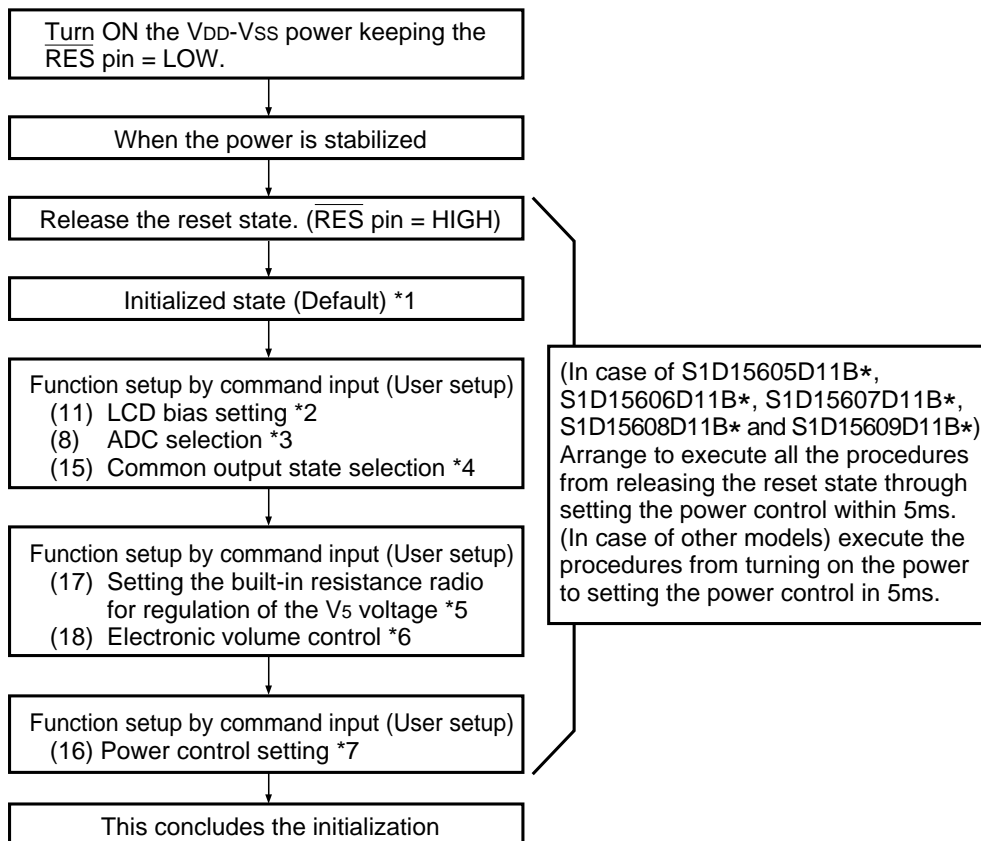 Turn ON the VDD-VSS power keeping the
RES pin = LOW.
When the power is stabilized
Release the reset state. (RES pin = HIGH)
Initialized state (Default) *1
Function setup by command input (User setup)
(11) LCD bias setting *2
(8) ADC selection *3
(15) Common output state selection *4
Function setup by command input (User setup)
(17) Setting the built-in resistance radio
for regulation of the V5 voltage *5
(18) Electronic volume control *6
Function setup by command input (User setup)
(16) Power control setting *7
This concludes the initialization
(In case of S1D15605D11B*,
S1D15606D11B*, S1D15607D11B*,
S1D15608D11B* and S1D15609D11B*)
Arrange to execute all the procedures
from releasing the reset state through
setting the power control within 5ms.
(In case of other models) execute the
procedures from turning on the power
to setting the power control in 5ms.